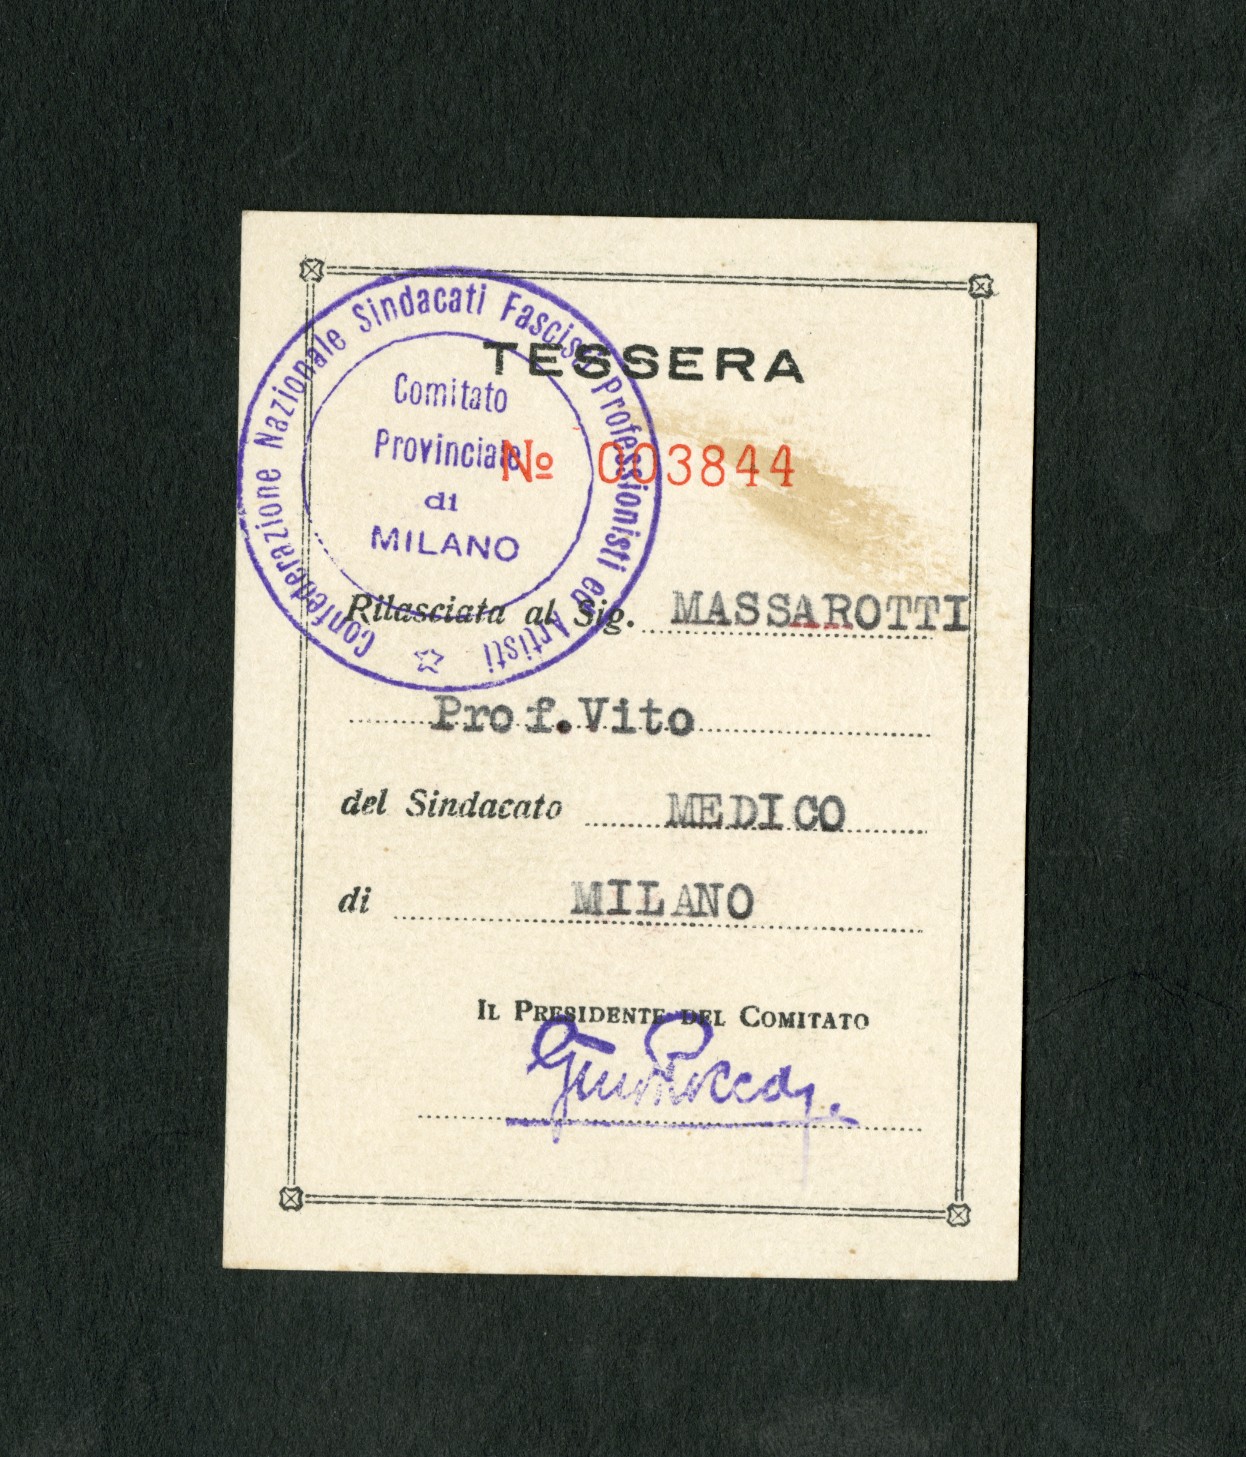 Confederazione Nazionale Sindacati Fascisti Professionisti ed Artisti
Comitato
Provinciale
di
MILANO
TESSERA
No 003844
Rilasciata al Sig. MASSAROTTI
Prof. Vito
del Sindacato MEDICO
di MILANO
IL PRESIDENTE DEL COMITATO